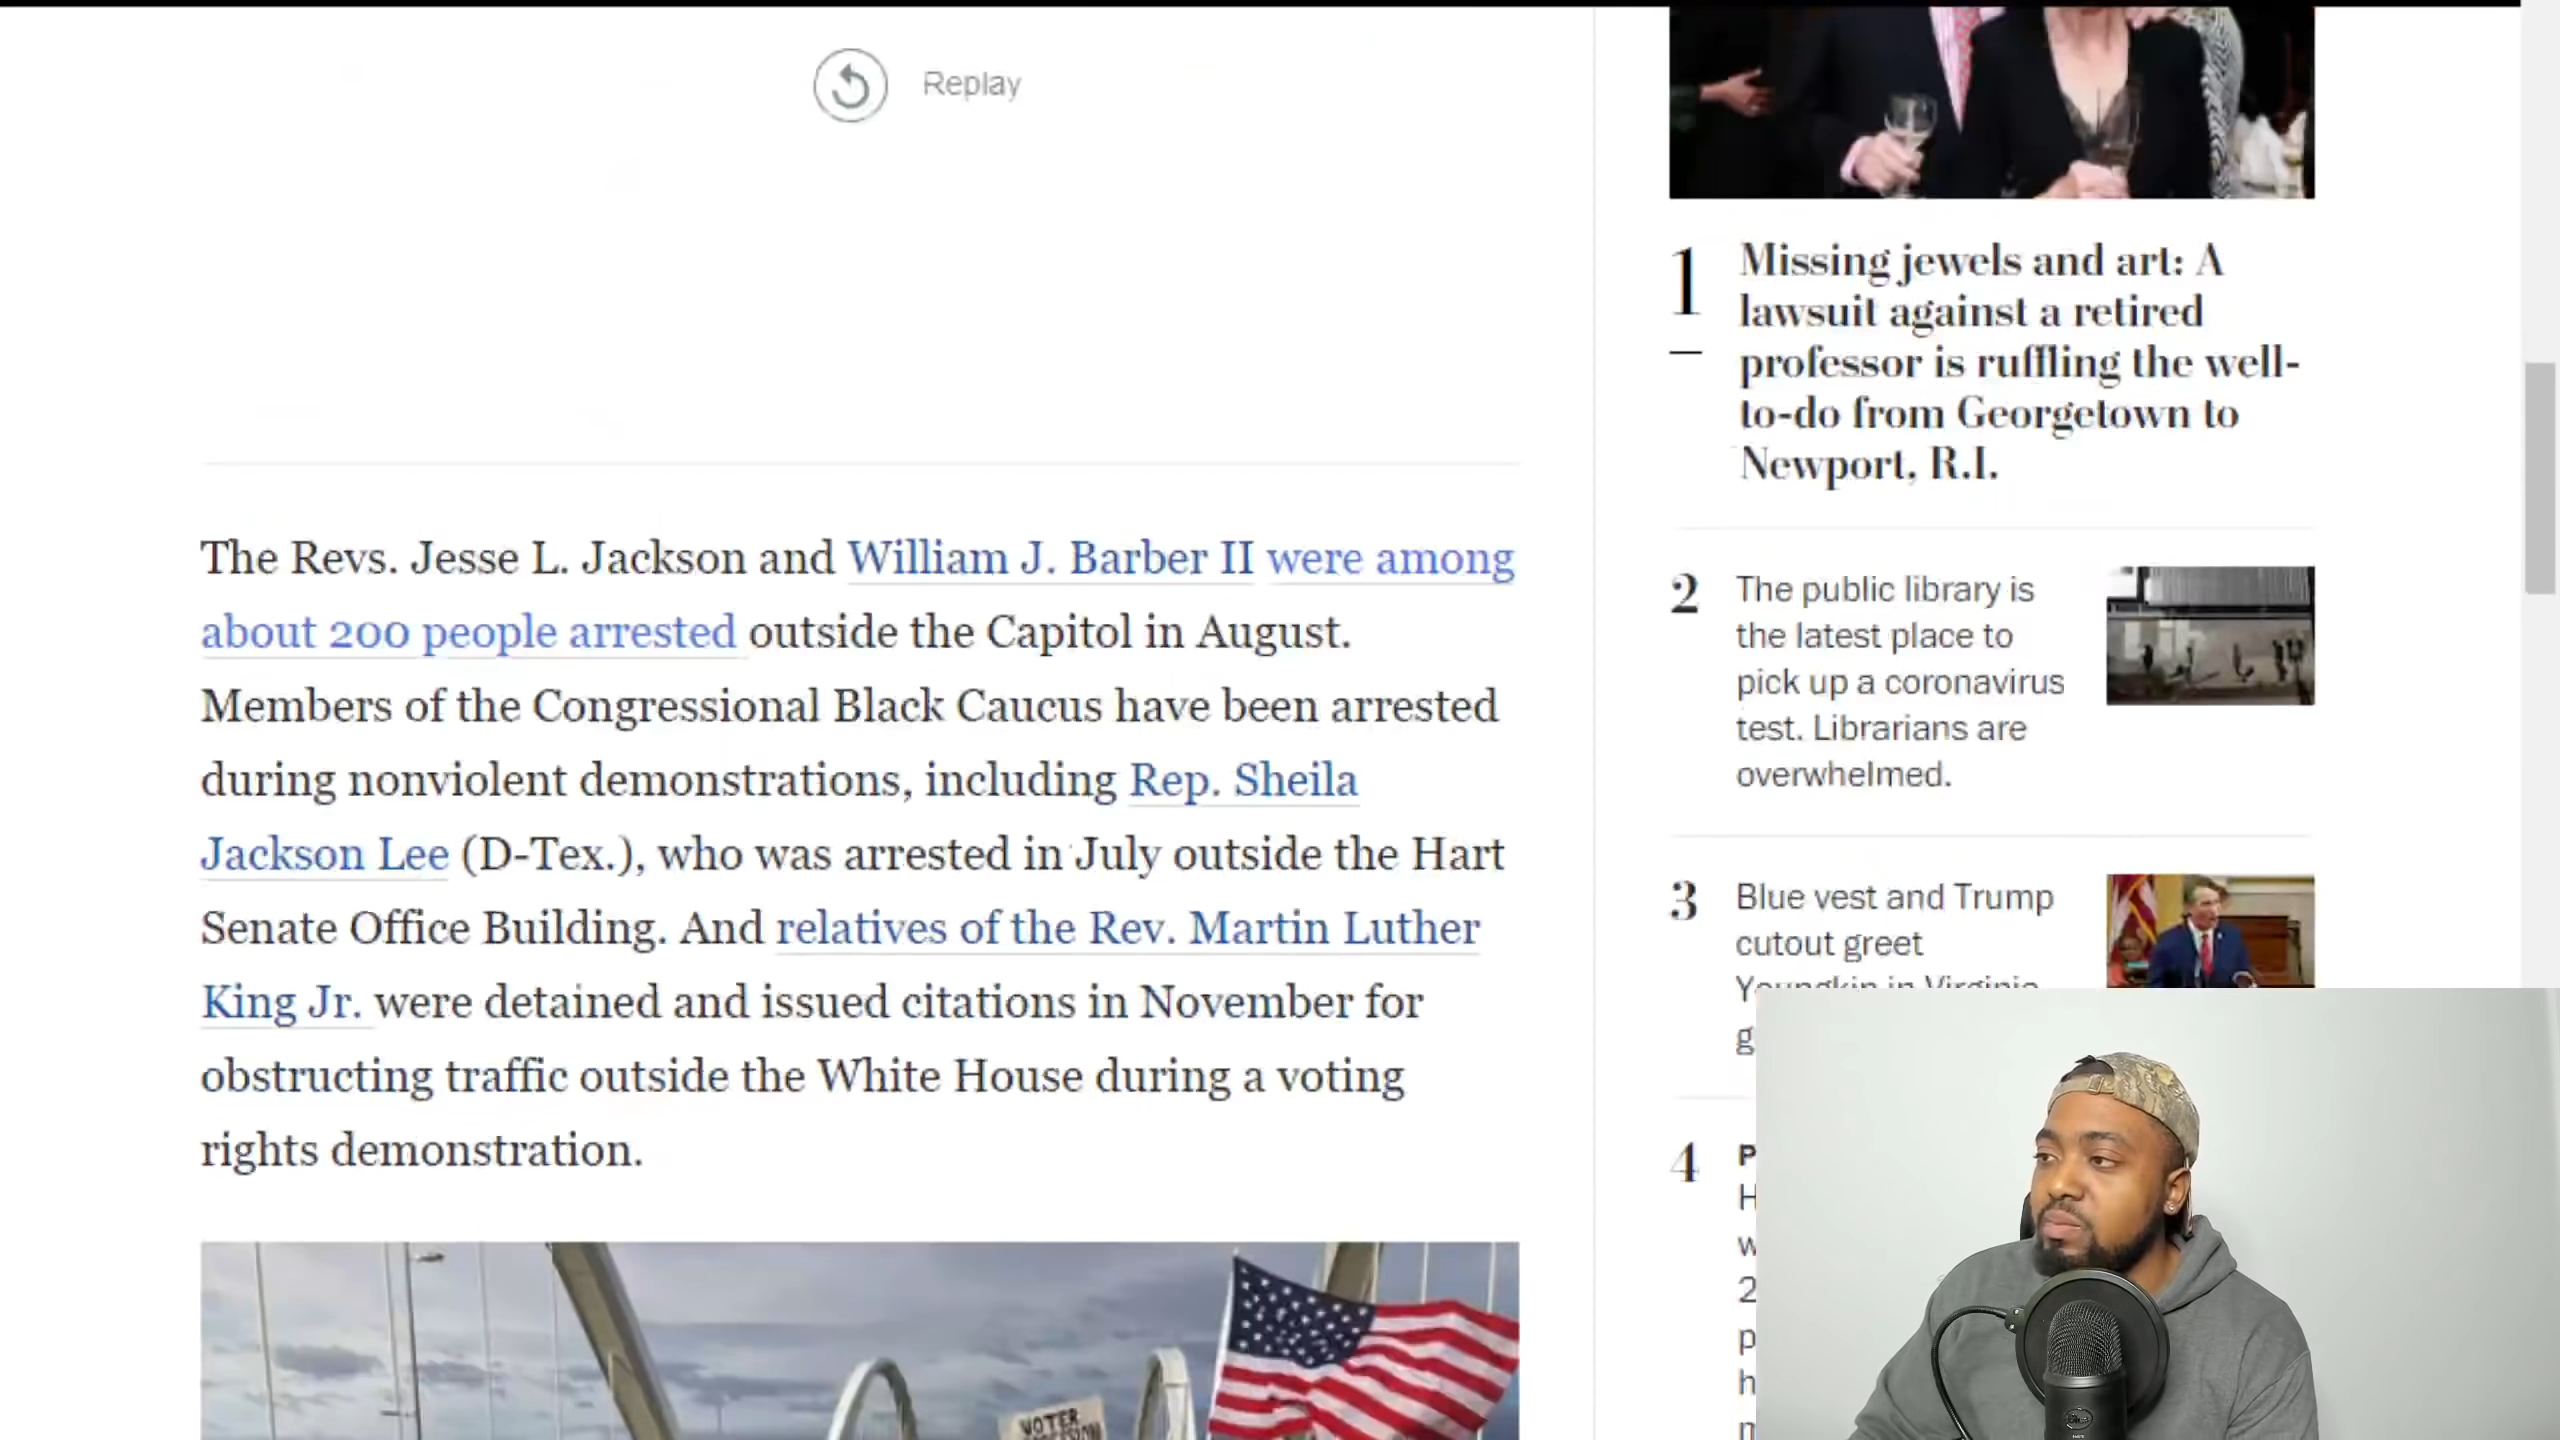 Replay
The Revs. Jesse L. Jackson and William J. Barber II were among
about 200 people arrested outside the Capitol in August.
Members of the Congressional Black Caucus have been arrested
during nonviolent demonstrations, including Rep. Sheila
Jackson Lee (D-Tex.), who was arrested in July outside the Hart
Senate Office Building. And relatives of the Rev. Martin Luther
King Jr. were detained and issued citations in November for
obstructing traffic outside the White House during a voting
rights demonstration.
VOTER
1
Missing jewels and art: A
lawsuit against a retired
professor is ruffling the well-
to-do from Georgetown to
Newport, R.I.
2
The public library is
the latest place to
pick up a coronavirus
test. Librarians are
overwhelmed.
3
Blue vest and Trump
cutout greet
Youngkin in Virginia
4